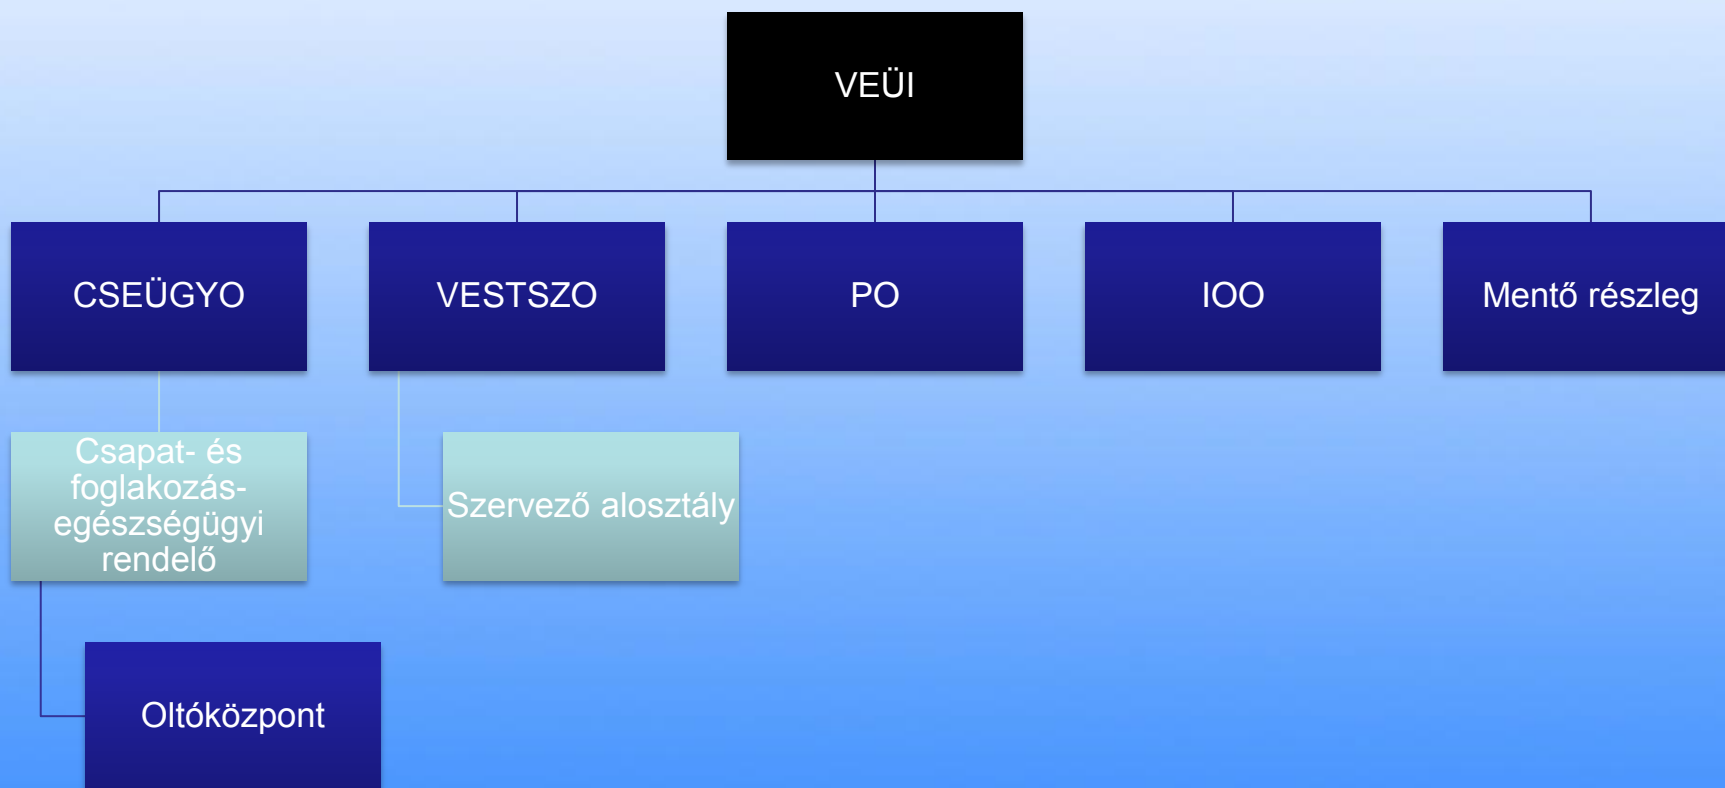 VEÜI
CSEÜGYO
VESTSZO
PO
IOO
Mentő részleg
Csapat- és
foglakozás-
egészségügyi
rendelő
Szervező alosztály
Oltóközpont